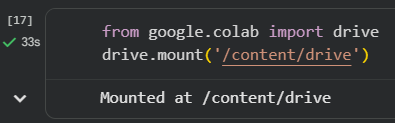 [17]
33s
from google.colab import drive
drive.mount('/content/drive')
Mounted at /content/drive